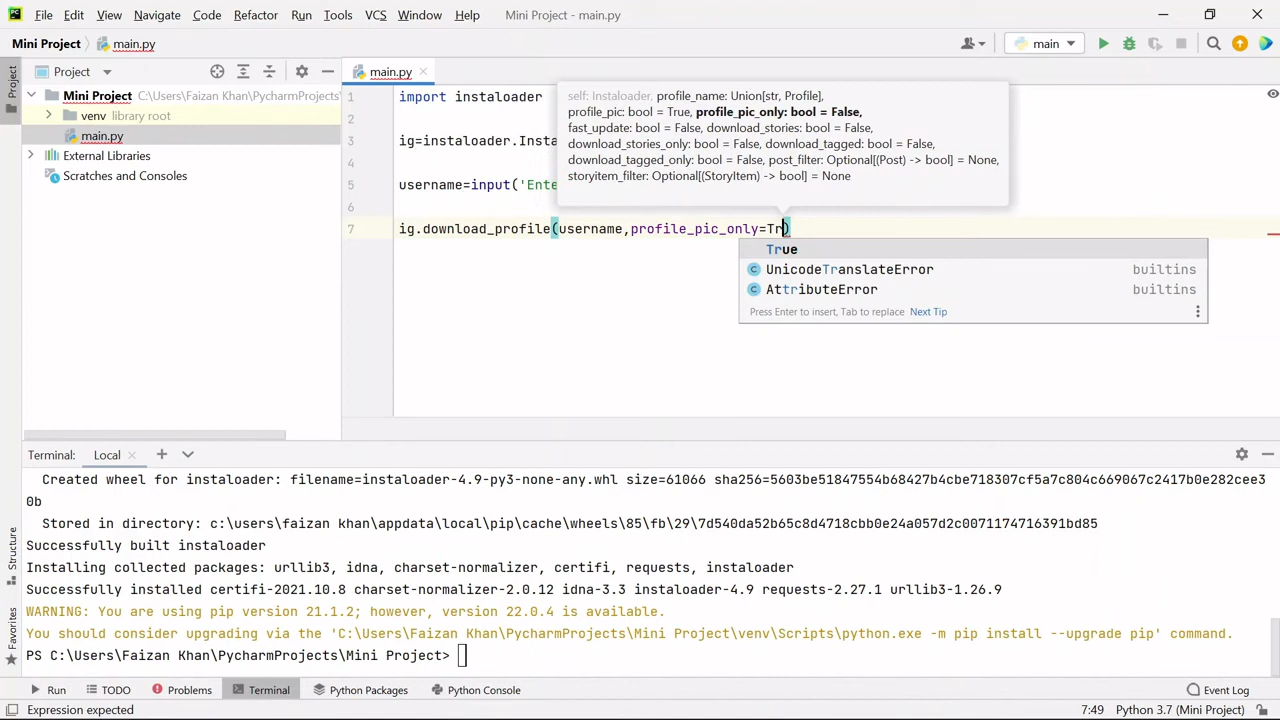 File Edit View Navigate Code Refactor Run Tools VCS Window Help Mini Project - main.py
Mini Project main.py main
Project
Project main.py
Mini Project C:\Users\Faizan Khan\PycharmProjects\
venv library root
main.py
External Libraries
Scratches and Consoles
1 import instaloader
2
3 ig=instaloader.Insta
4
5 username=input('Ente
6
7 ig.download_profile(username,profile_pic_only=Tr)
self: Instaloader, profile_name: Union[str, Profile],
profile_pic: bool = True, profile_pic_only: bool = False,
fast_update: bool = False, download_stories: bool = False,
download_stories_only: bool = False, download_tagged: bool = False,
download_tagged_only: bool = False, post_filter: Optional[(Post) -> bool] = None,
storyitem_filter: Optional[(StoryItem) -> bool] = None
True
UnicodeTranslateError builtins
AttributeError builtins
Press Enter to insert, Tab to replace Next Tip
Terminal: Local
Created wheel for instaloader: filename=instaloader-4.9-py3-none-any.whl size=61066 sha256=5603be51847554b68427b4cbe718307cf5a7c804c669067c2417b0e282cee3
0b
Stored in directory: c:\users\faizan khan\appdata\local\pip\cache\wheels\85\fb\29\7d540da52b65c8d4718cbb0e24a057d2c0071174716391bd85
Successfully built instaloader
Installing collected packages: urllib3, idna, charset-normalizer, certifi, requests, instaloader
Successfully installed certifi-2021.10.8 charset-normalizer-2.0.12 idna-3.3 instaloader-4.9 requests-2.27.1 urllib3-1.26.9
WARNING: You are using pip version 21.1.2; however, version 22.0.4 is available.
You should consider upgrading via the 'C:\Users\Faizan Khan\PycharmProjects\Mini Project\venv\Scripts\python.exe -m pip install --upgrade pip' command.
PS C:\Users\Faizan Khan\PycharmProjects\Mini Project>
Structure
Favorites
Run TODO Problems Terminal Python Packages Python Console Event Log
Expression expected 7:49 Python 3.7 (Mini Project)